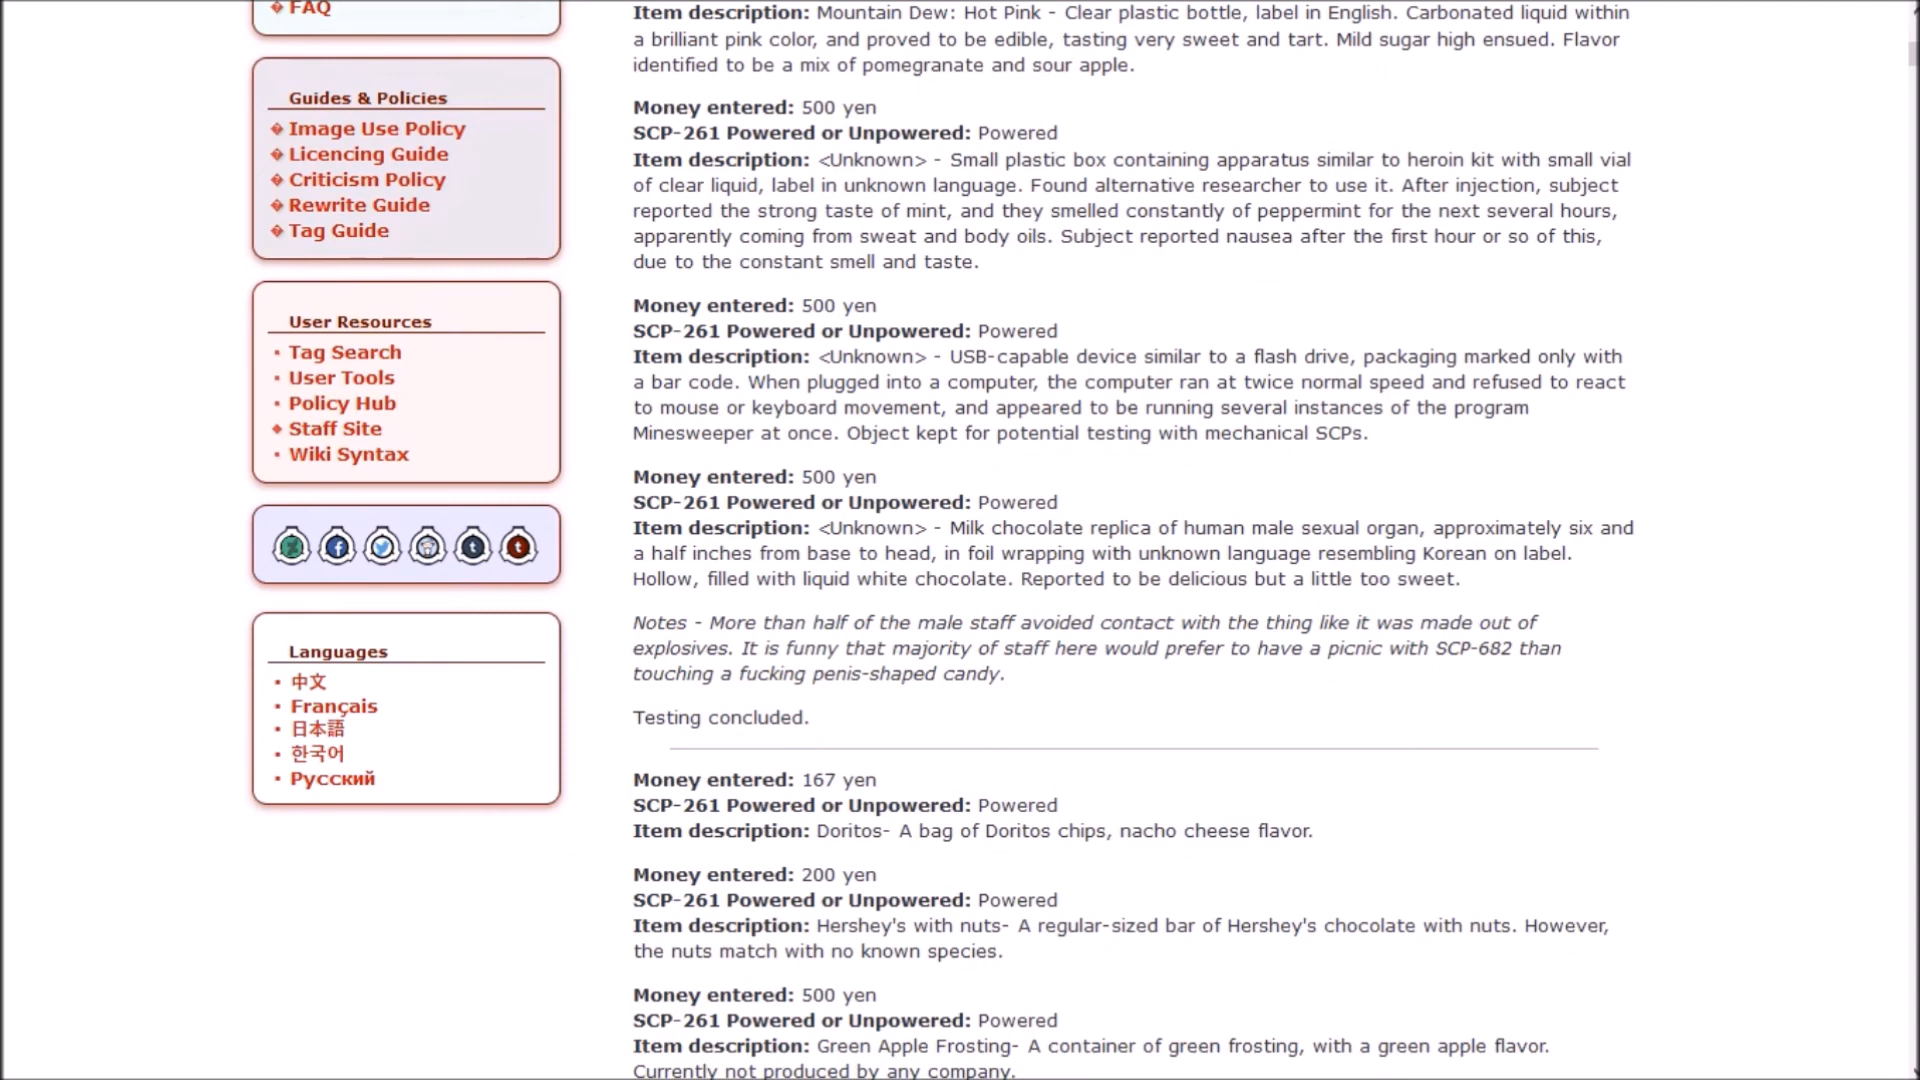 FAQ
Guides & Policies
Image Use Policy
Licencing Guide
Criticism Policy
Rewrite Guide
Tag Guide
User Resources
Tag Search
User Tools
Policy Hub
Staff Site
Wiki Syntax
Languages
中文
Français
日本語
한국어
Русский
Item description: Mountain Dew: Hot Pink - Clear plastic bottle, label in English. Carbonated liquid within
a brilliant pink color, and proved to be edible, tasting very sweet and tart. Mild sugar high ensued. Flavor
identified to be a mix of pomegranate and sour apple.
Money entered: 500 yen
SCP-261 Powered or Unpowered: Powered
Item description: <Unknown> - Small plastic box containing apparatus similar to heroin kit with small vial
of clear liquid, label in unknown language. Found alternative researcher to use it. After injection, subject
reported the strong taste of mint, and they smelled constantly of peppermint for the next several hours,
apparently coming from sweat and body oils. Subject reported nausea after the first hour or so of this,
due to the constant smell and taste.
Money entered: 500 yen
SCP-261 Powered or Unpowered: Powered
Item description: <Unknown> - USB-capable device similar to a flash drive, packaging marked only with
a bar code. When plugged into a computer, the computer ran at twice normal speed and refused to react
to mouse or keyboard movement, and appeared to be running several instances of the program
Minesweeper at once. Object kept for potential testing with mechanical SCPs.
Money entered: 500 yen
SCP-261 Powered or Unpowered: Powered
Item description: <Unknown> - Milk chocolate replica of human male sexual organ, approximately six and
a half inches from base to head, in foil wrapping with unknown language resembling Korean on label.
Hollow, filled with liquid white chocolate. Reported to be delicious but a little too sweet.
Notes - More than half of the male staff avoided contact with the thing like it was made out of
explosives. It is funny that majority of staff here would prefer to have a picnic with SCP-682 than
touching a fucking penis-shaped candy.
Testing concluded.
Money entered: 167 yen
SCP-261 Powered or Unpowered: Powered
Item description: Doritos- A bag of Doritos chips, nacho cheese flavor.
Money entered: 200 yen
SCP-261 Powered or Unpowered: Powered
Item description: Hershey's with nuts- A regular-sized bar of Hershey's chocolate with nuts. However,
the nuts match with no known species.
Money entered: 500 yen
SCP-261 Powered or Unpowered: Powered
Item description: Green Apple Frosting- A container of green frosting, with a green apple flavor.
Currently not produced by any company.